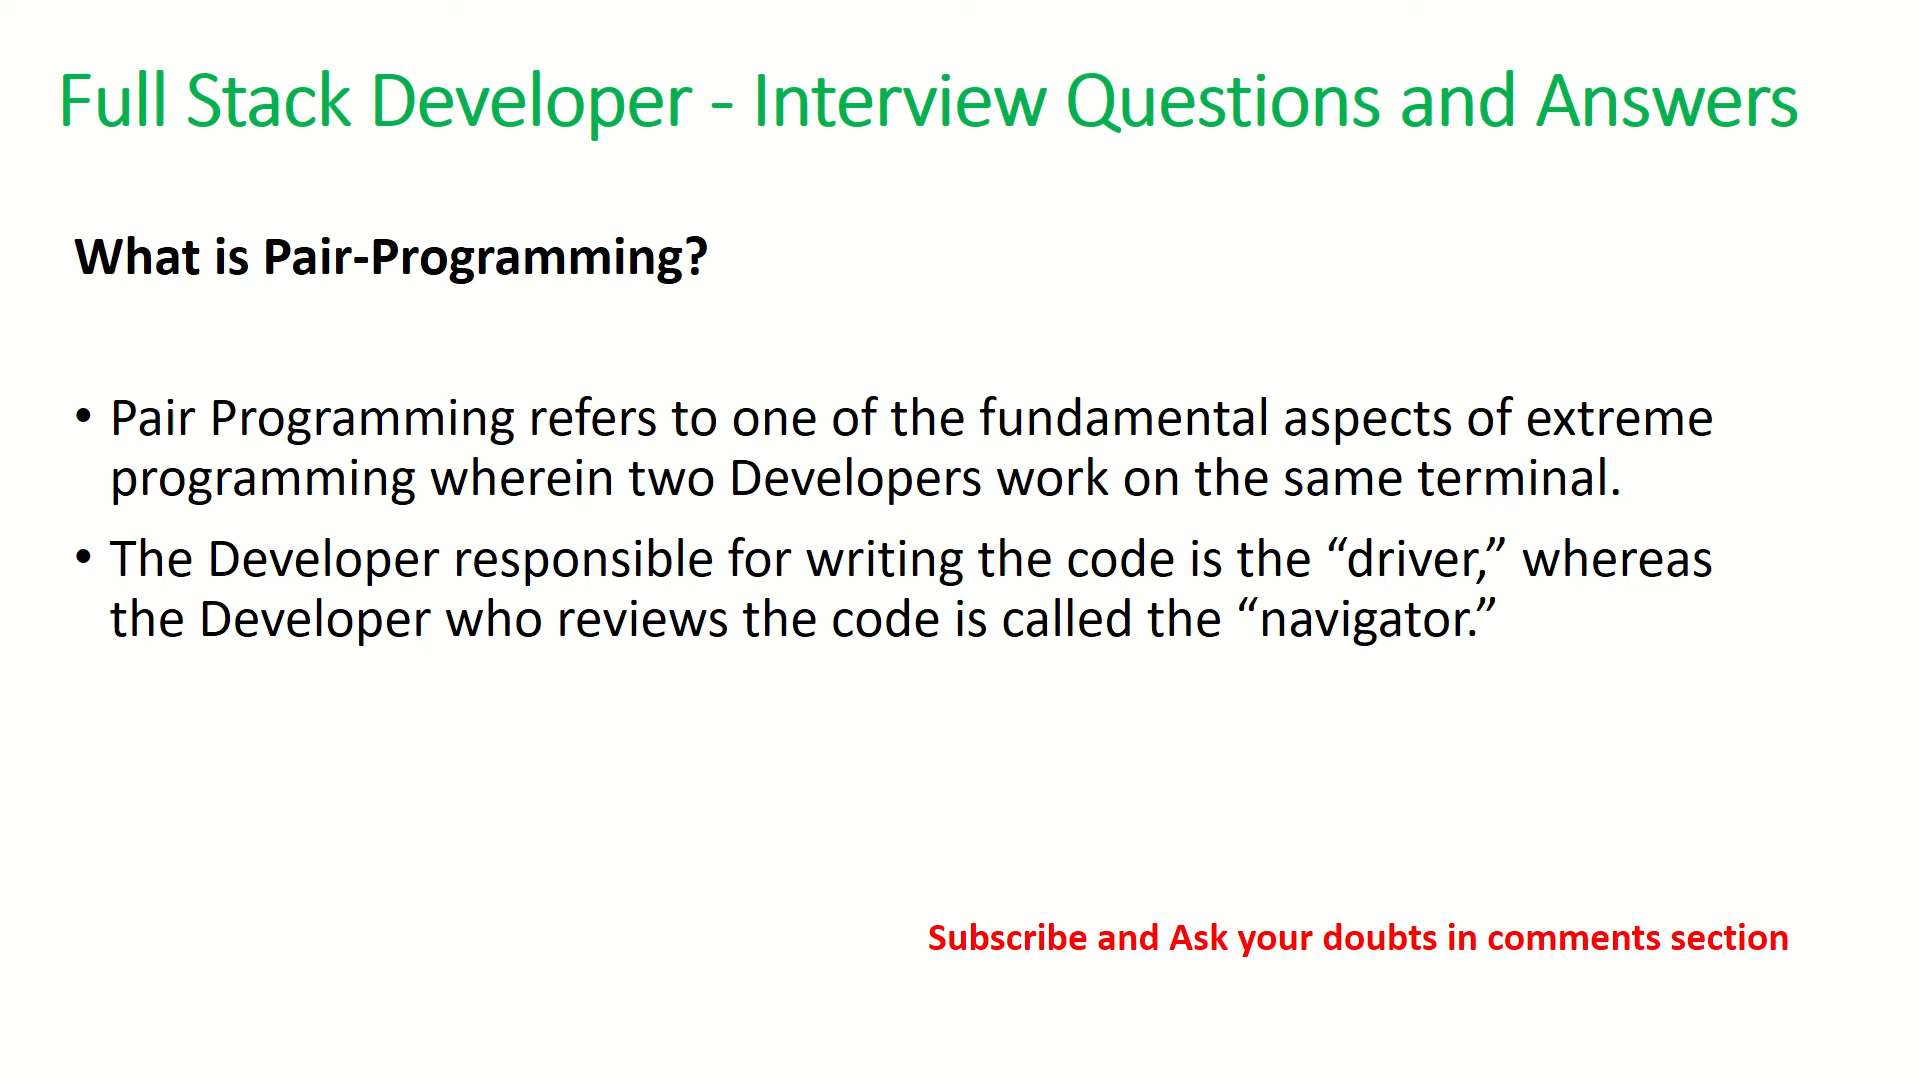 Full Stack Developer - Interview Questions and Answers
What is Pair-Programming?
• Pair Programming refers to one of the fundamental aspects of extreme
programming wherein two Developers work on the same terminal.
• The Developer responsible for writing the code is the “driver,” whereas
the Developer who reviews the code is called the “navigator.”
Subscribe and Ask your doubts in comments section